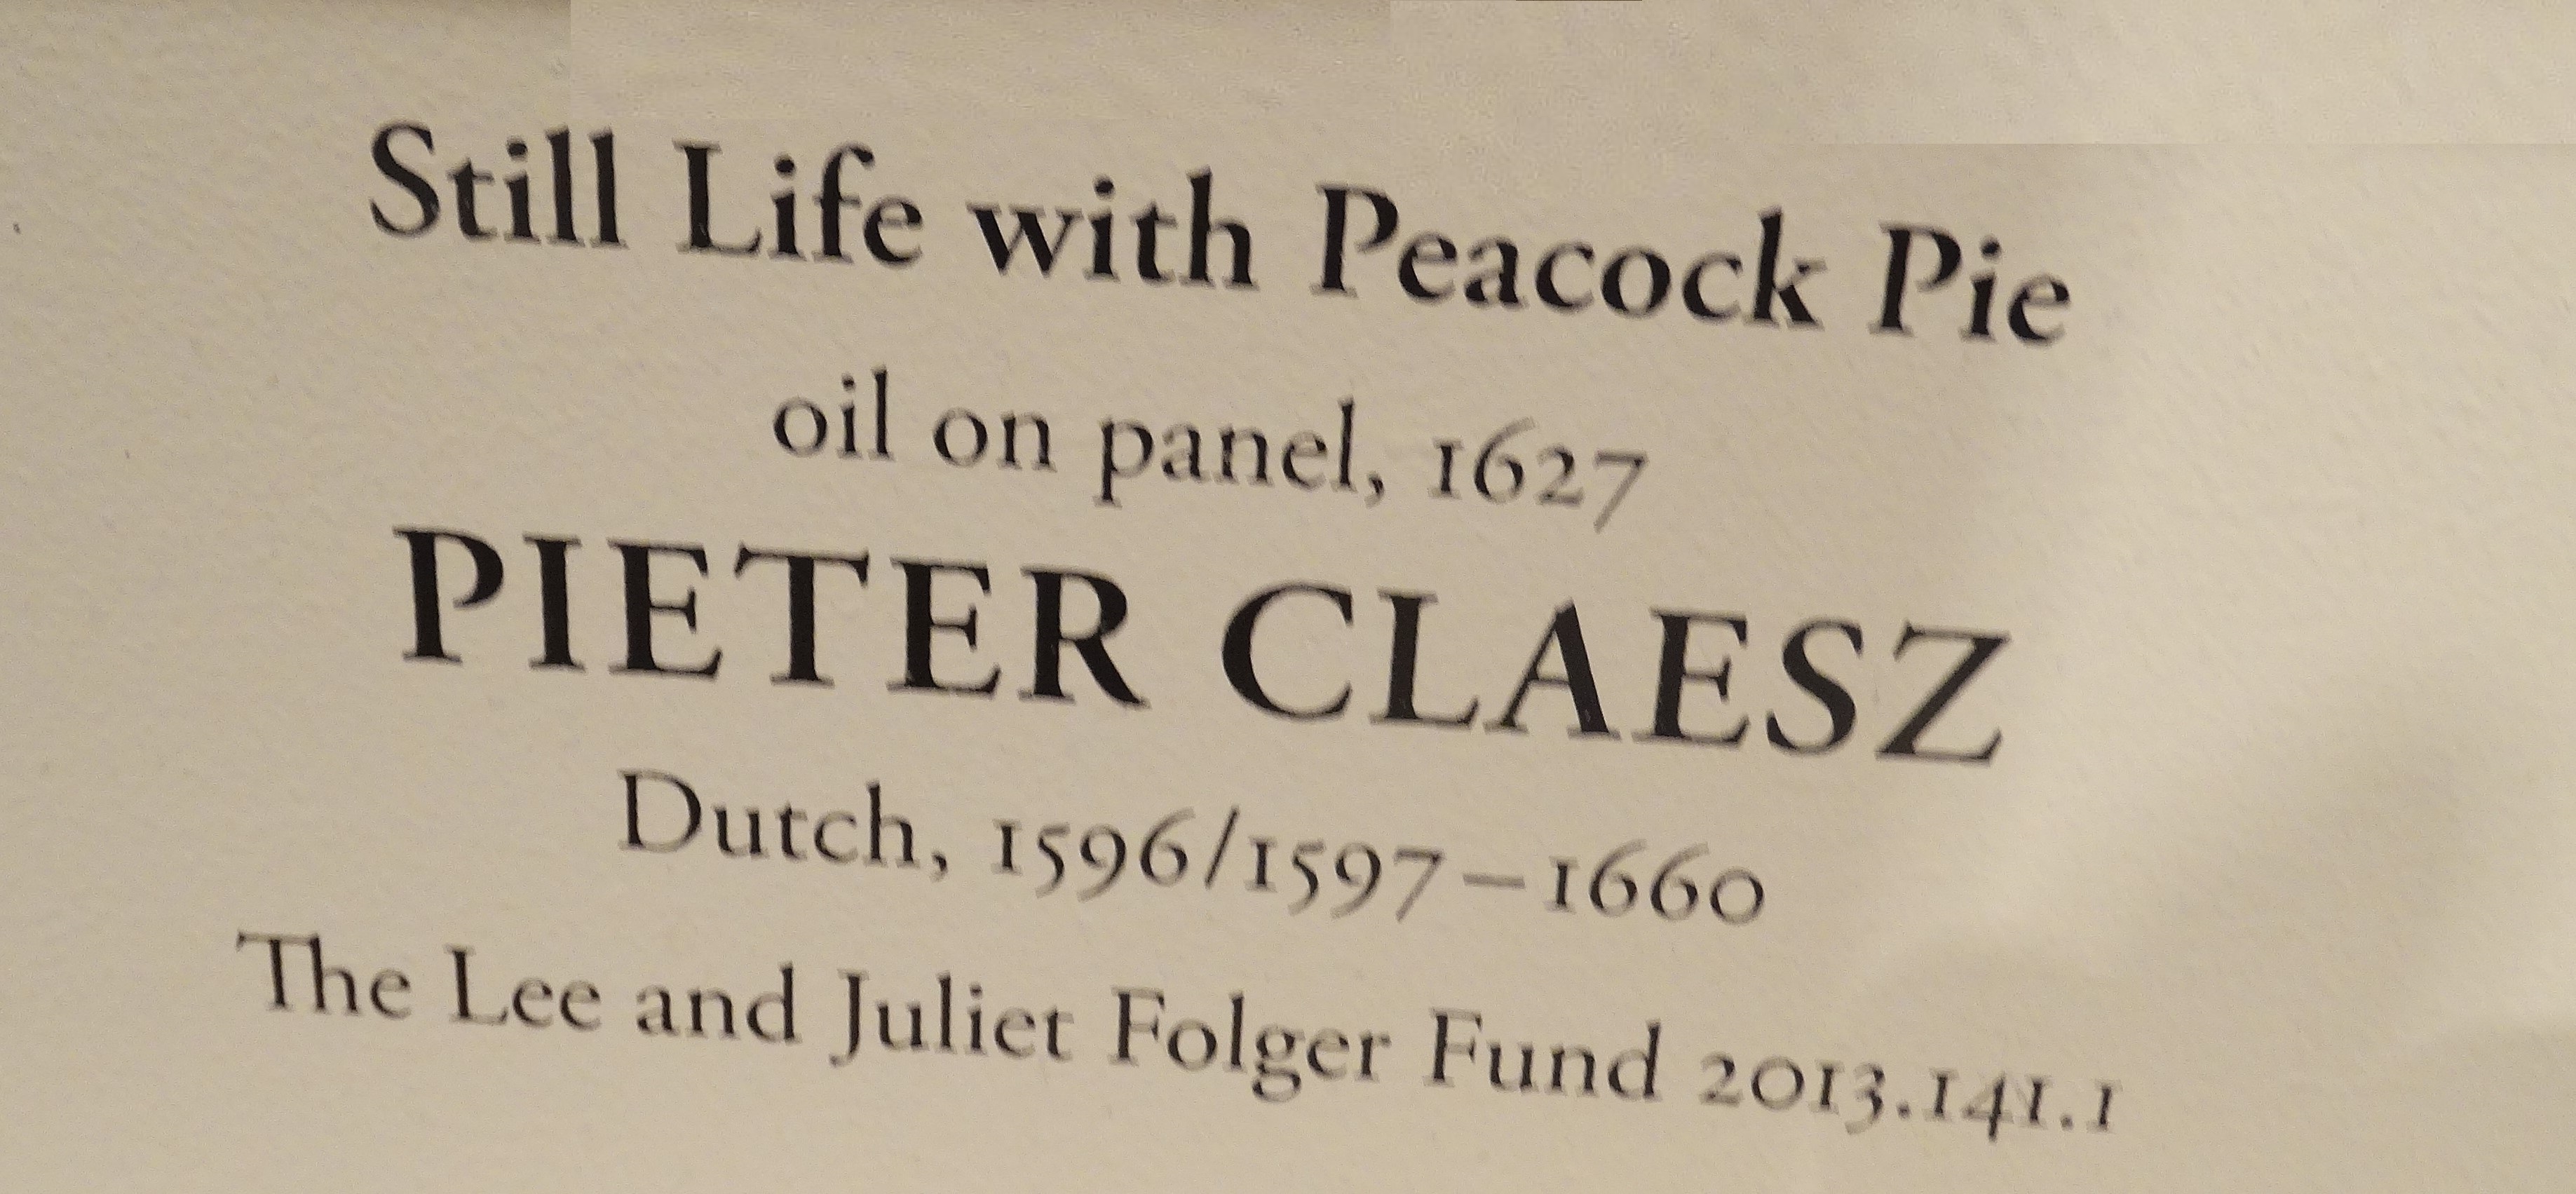 Still Life with Peacock Pie
oil on panel, 1627
PIETER CLAESZ
Dutch, 1596/1597–1660
The Lee and Juliet Folger Fund 2013.141.1